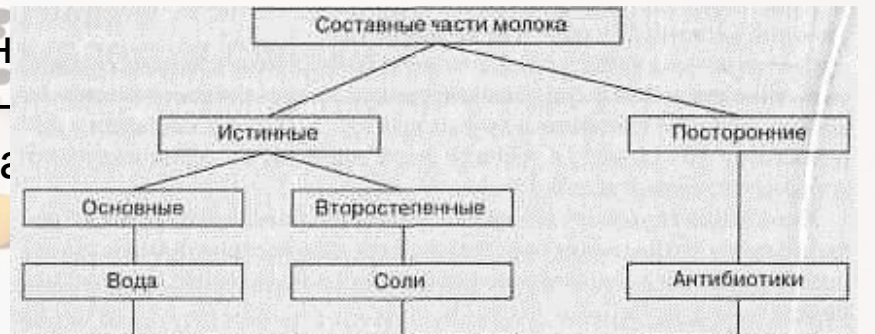 Составные части молока
Истинные
Посторонние
Основные
Второстепенные
Вода
Соли
Антибиотики